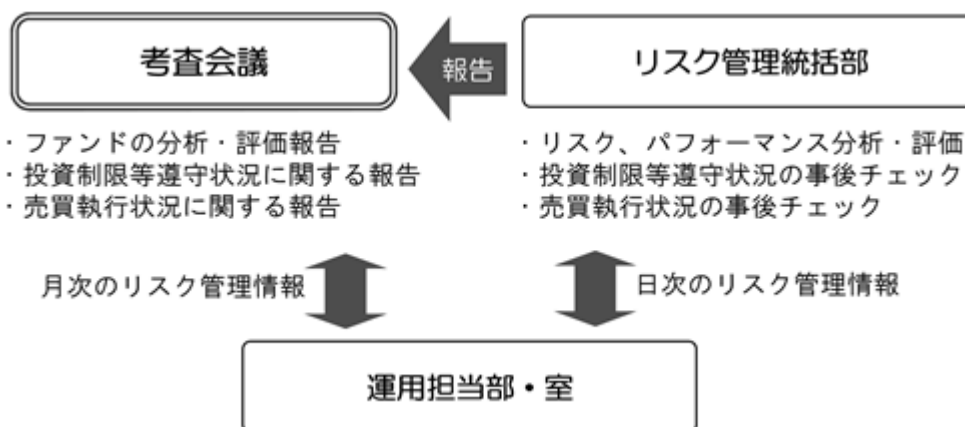 考査会議
報告
リスク管理統括部
・ファンドの分析・評価報告
・投資制限等遵守状況に関する報告
・売買執行状況に関する報告
・リスク、パフォーマンス分析・評価
・投資制限等遵守状況の事後チェック
・売買執行状況の事後チェック
月次のリスク管理情報
日次のリスク管理情報
運用担当部・室